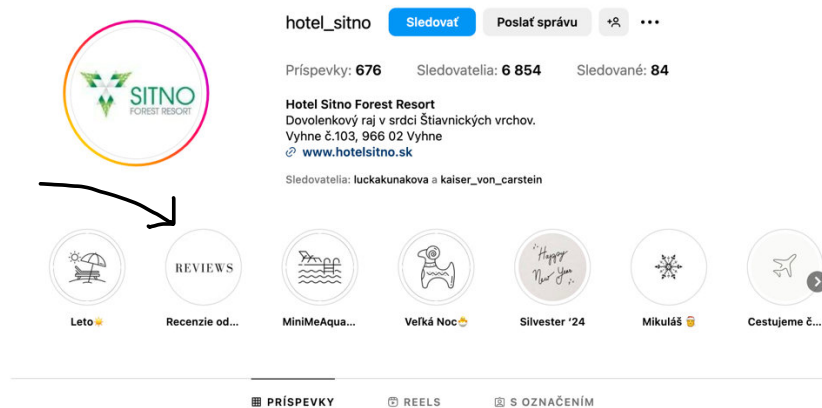 hotel_sitno Sledovať Poslať správu
SITNO
FOREST RESORT
Príspevky: 676 Sledovatelia: 6 854 Sledované: 84
Hotel Sitno Forest Resort
Dovolenkový raj v srdci Štiavnických vrchov.
Vyhne č.103, 966 02 Vyhne
www.hotelsitno.sk
Sledovatelia: luckakunakova a kaiser_von_carstein
REVIEWS
Happy
New Year
Leto Recenzie od... MiniMeAqua... Veľká Noc Silvester ‘24 Mikuláš Cestujeme č...
PRÍSPEVKY REELS S OZNAČENÍM